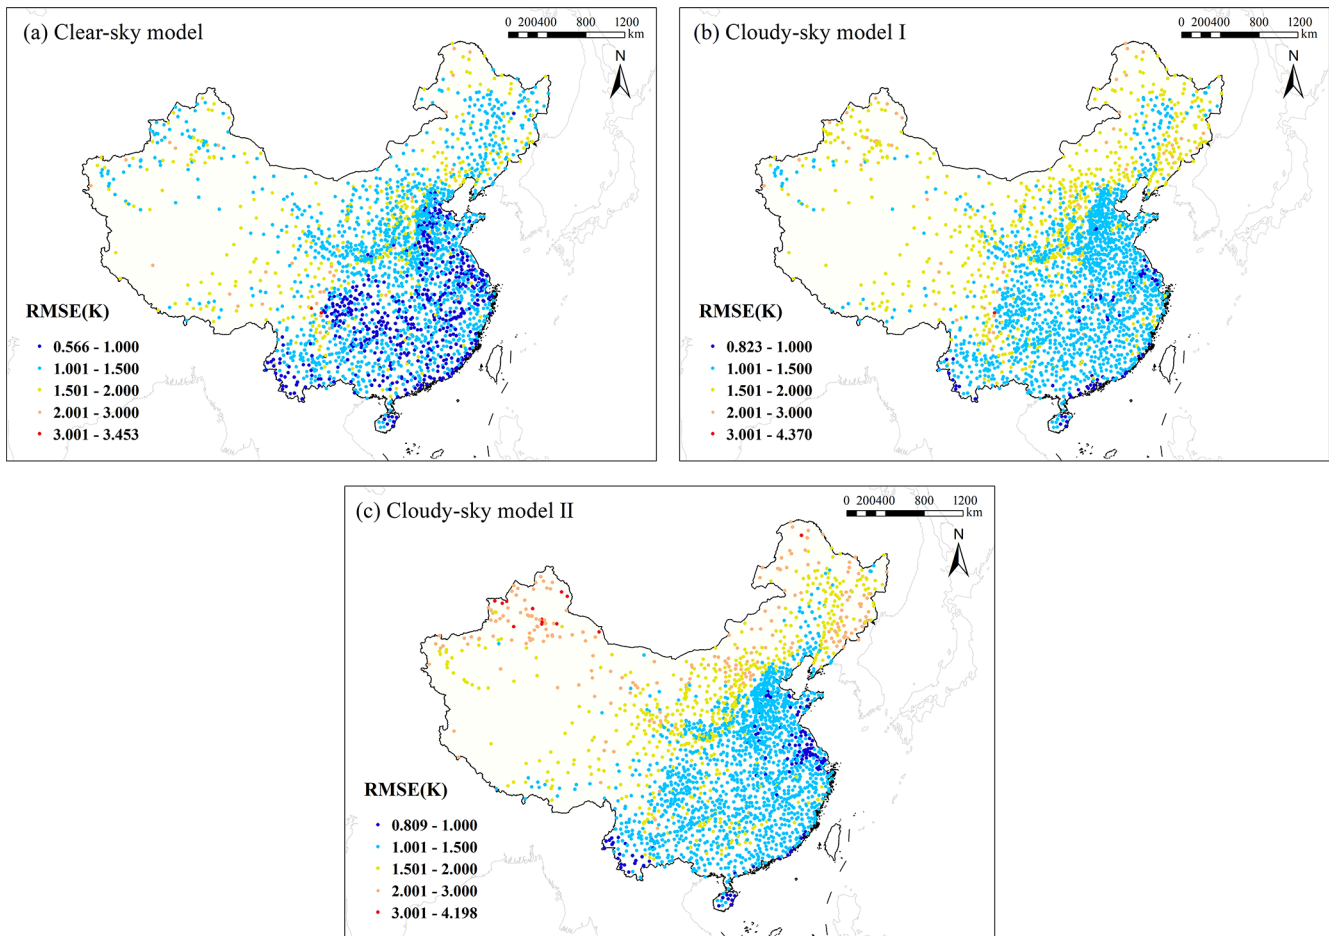 (a) Clear-sky model
0 200400 800 1200
km
N
RMSE(K)
0.566 - 1.000
1.001 - 1.500
1.501 - 2.000
2.001 - 3.000
3.001 - 3.453
(b) Cloudy-sky model I
0 200400 800 1200
km
N
RMSE(K)
0.823 - 1.000
1.001 - 1.500
1.501 - 2.000
2.001 - 3.000
3.001 - 4.370
(c) Cloudy-sky model II
0 200400 800 1200
km
N
RMSE(K)
0.809 - 1.000
1.001 - 1.500
1.501 - 2.000
2.001 - 3.000
3.001 - 4.198